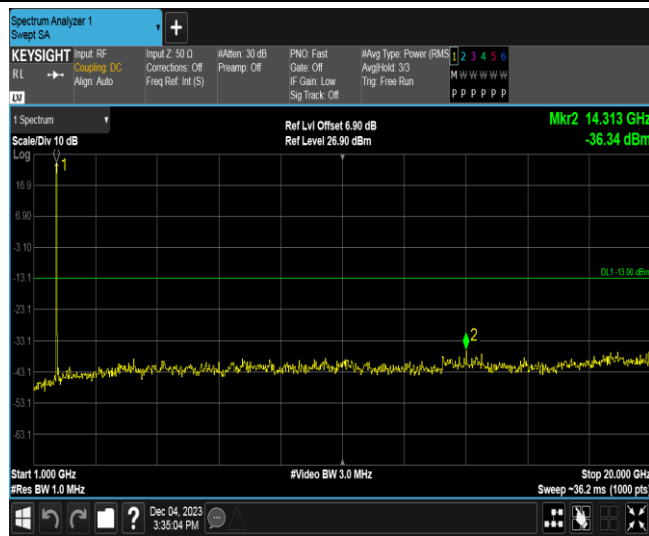 Spectrum Analyzer 1
Swept SA
+
KEYSIGHT Input: RF Input Z: 50 Ω #Atten: 30 dB PNO: Fast #Avg Type: Power (RMS 1 2 3 4 5 6
RL Coupling: DC Corrections: Off Preamp: Off Gate: Off Avg|Hold: 3/3 M W W W W W
Align: Auto Freq Ref: Int (S) IF Gain: Low Trig: Free Run P P P P P P
Sig Track: Off
LXI
1 Spectrum Ref Lvl Offset 6.90 dB Mkr2 14.313 GHz
Scale/Div 10 dB Ref Level 26.90 dBm -36.34 dBm
Log
1
16.9
6.90
-3.10
-13.1 DL1 -13.00 dBm
-23.1
-33.1 2
-43.1
-53.1
-63.1
Start 1.000 GHz #Video BW 3.0 MHz Stop 20.000 GHz
#Res BW 1.0 MHz Sweep ~36.2 ms (1000 pts)
? Dec 04, 2023
3:35:04 PM